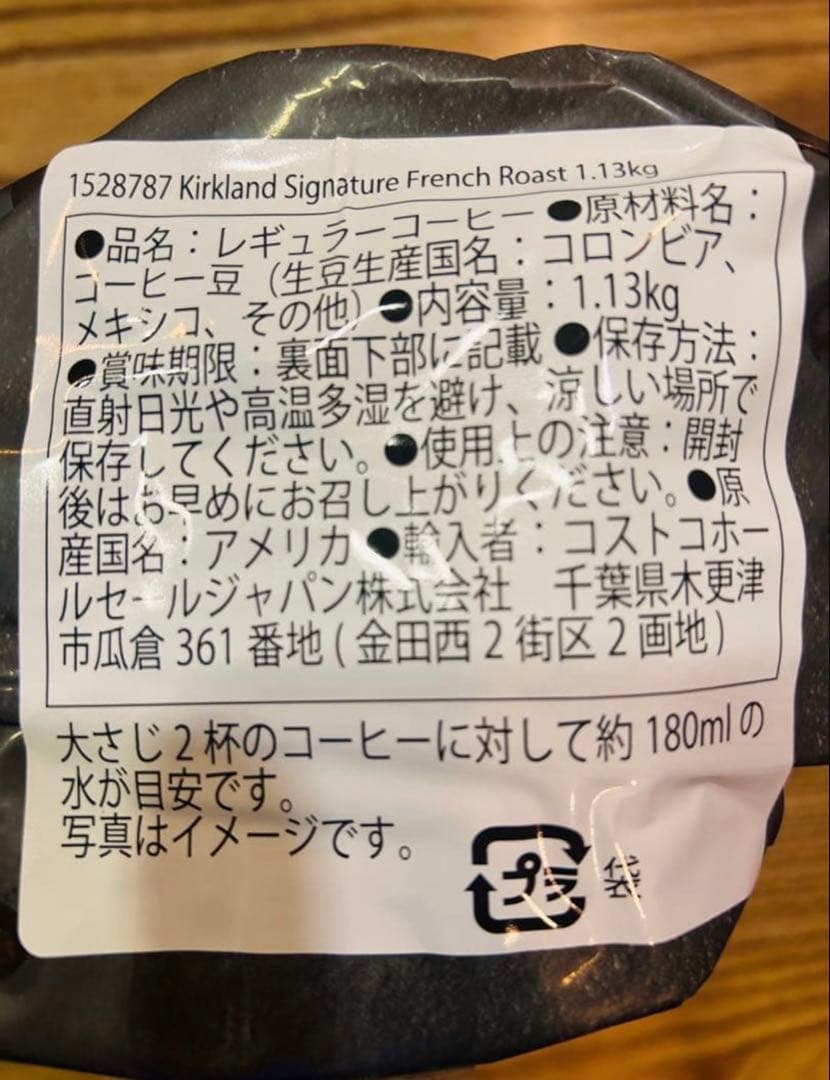 1528787 Kirkland Signature French Roast 1.13kg
●品名：レギュラーコーヒー ●原材料名：
コーヒー豆（生豆生産国名：コロンビア、
メキシコ、その他）●内容量：1.13kg
●賞味期限：裏面下部に記載 ●保存方法：
直射日光や高温多湿を避け、涼しい場所で
保存してください。●使用上の注意：開封
後はお早めにお召し上がりください。●原
産国名：アメリカ ●輸入者：コストコホー
ルセールジャパン株式会社　千葉県木更津
市瓜倉 361 番地 ( 金田西 2 街区 2 画地 )
大さじ 2 杯のコーヒーに対して約 180ml の
水が目安です。
写真はイメージです。
プラ 袋